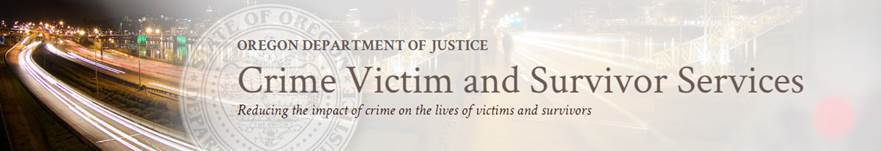 OREGON DEPARTMENT OF JUSTICE
Crime Victim and Survivor Services
Reducing the impact of crime on the lives of victims and survivors